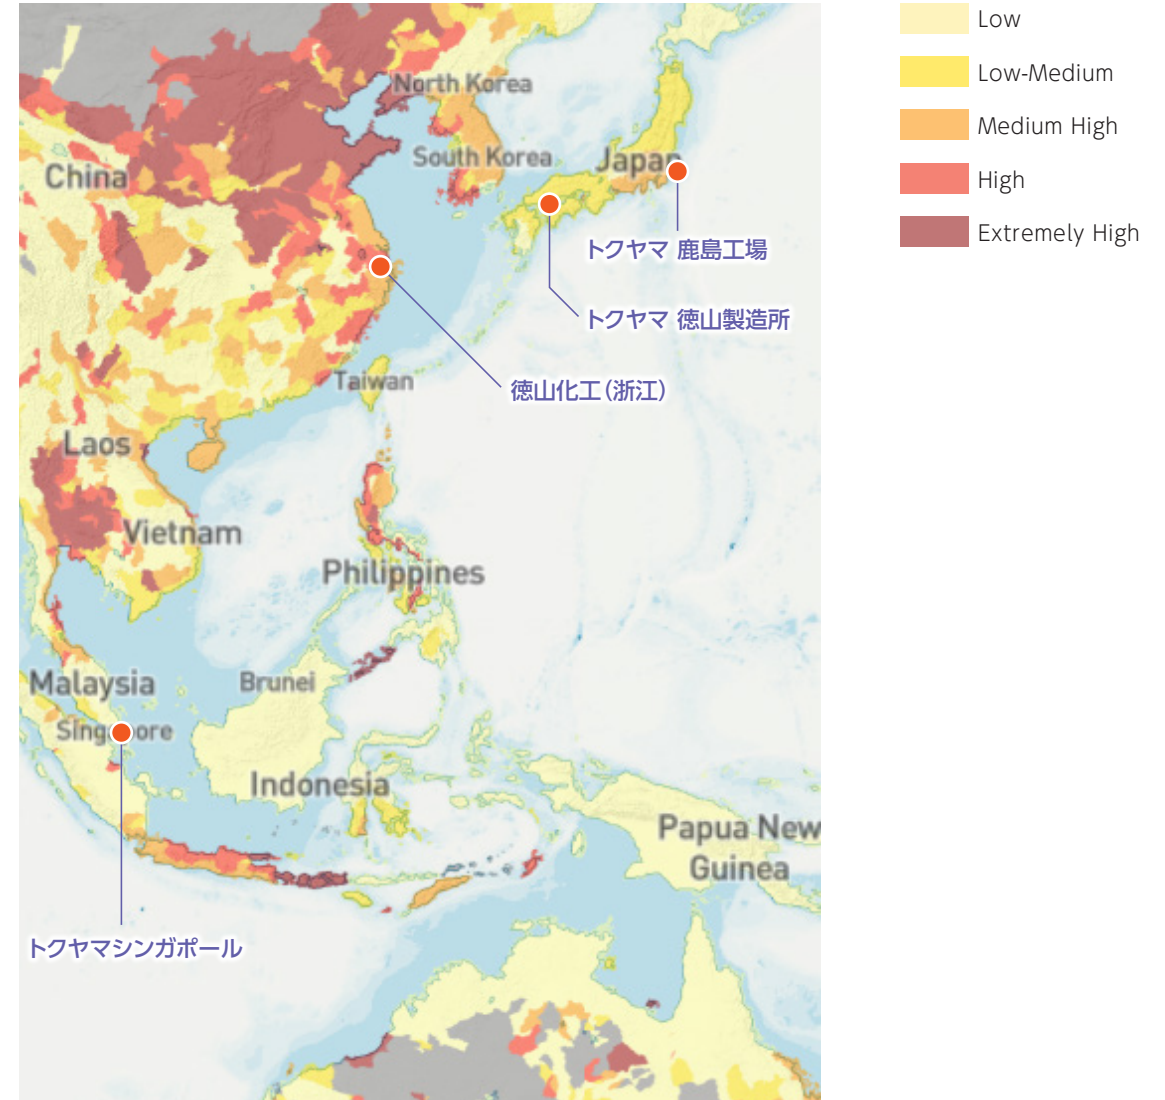 Low
Low-Medium
Medium High
High
Extremely High
North Korea
South Korea
Japan
China
トクヤマ 鹿島工場
トクヤマ 徳山製造所
徳山化工（浙江）
Taiwan
Laos
Vietnam
Philippines
Malaysia
Brunei
Singapore
Indonesia
Papua New
Guinea
トクヤマシンガポール